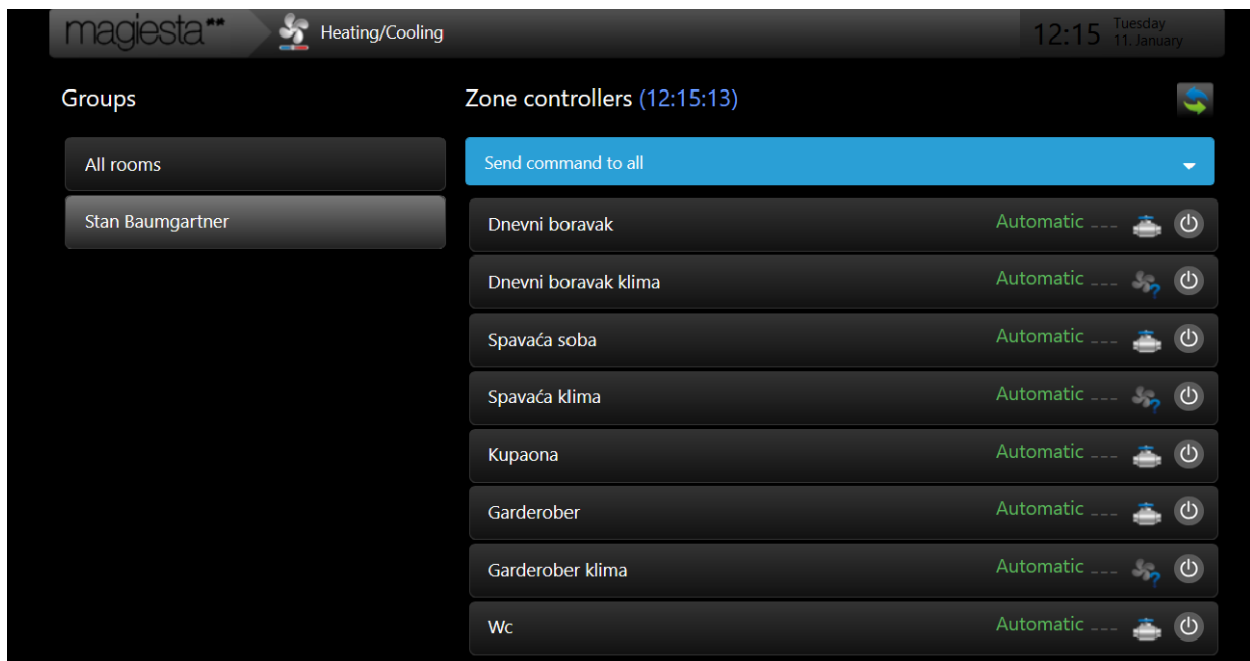 magiesta**
Heating/Cooling
12:15
Tuesday
11. January
Groups
Zone controllers (12:15:13)
All rooms
Send command to all
Stan Baumgartner
Dnevni boravak Automatic ---
Dnevni boravak klima Automatic ---
Spavaća soba Automatic ---
Spavaća klima Automatic ---
Kupaona Automatic ---
Garderober Automatic ---
Garderober klima Automatic ---
Wc Automatic ---